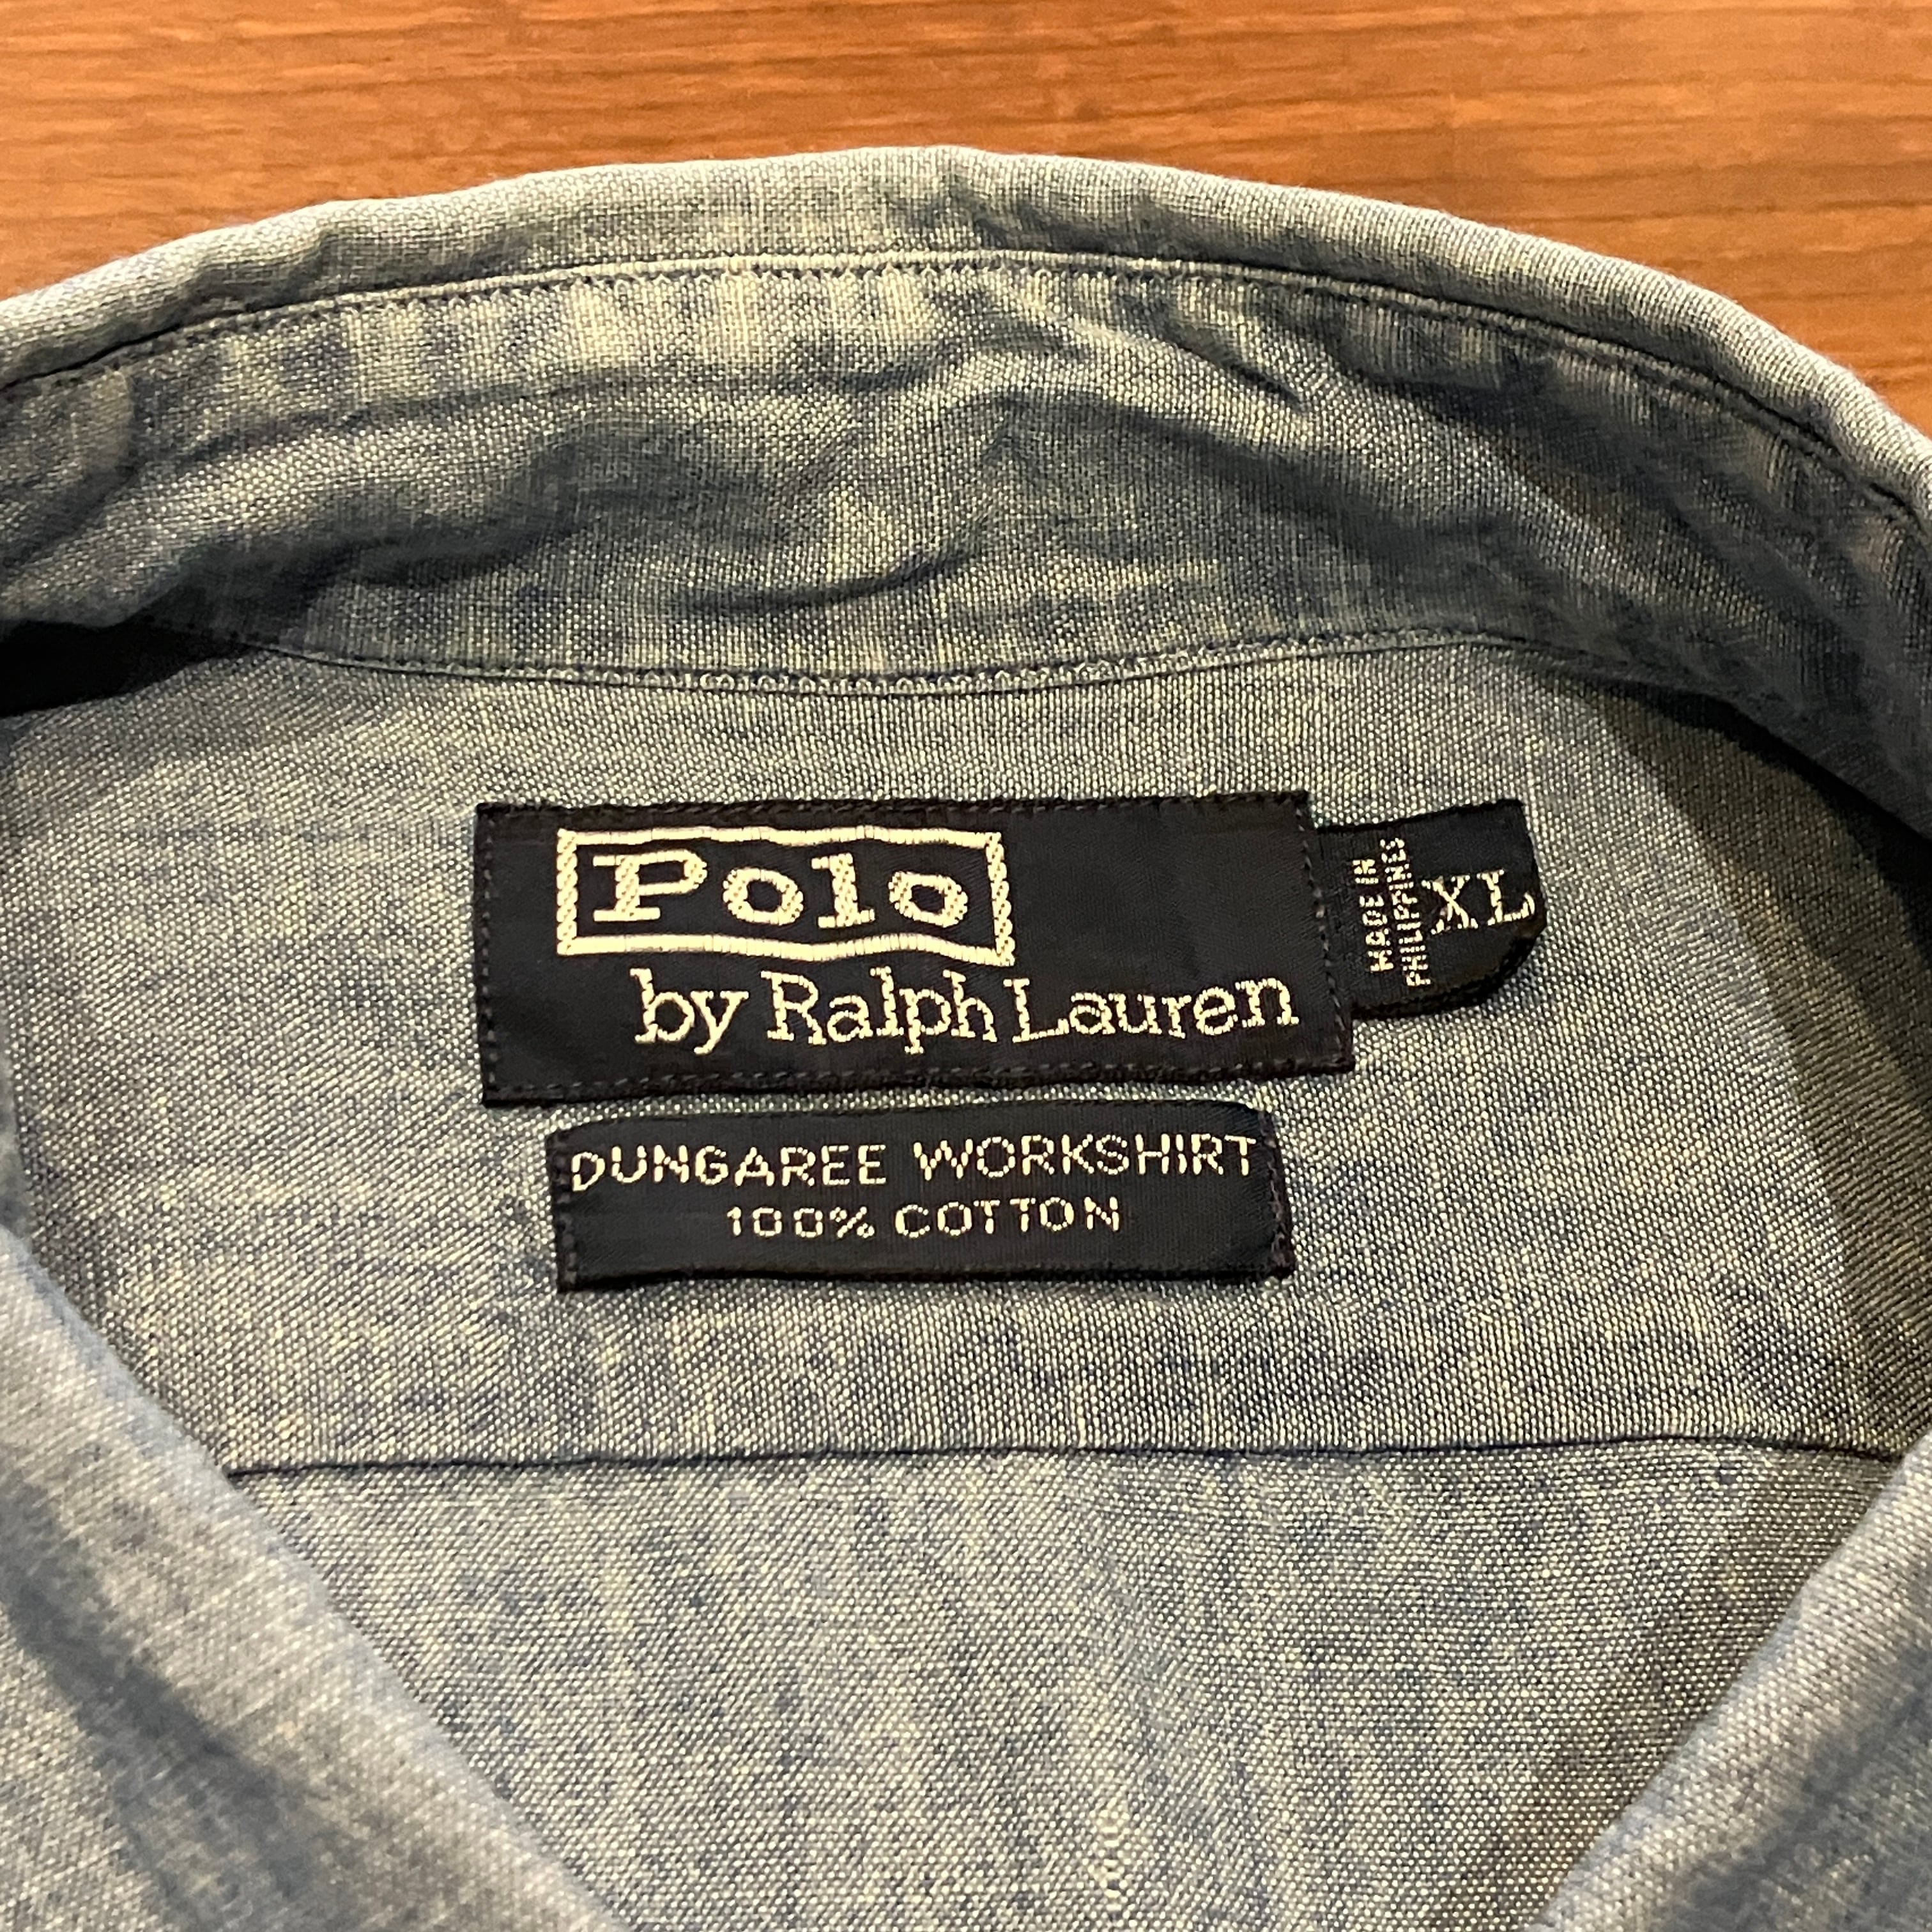 Polo
by Ralph Lauren
MADE IN
PHILIPPINES
XL
DUNGAREE WORKSHIRT
100% COTTON